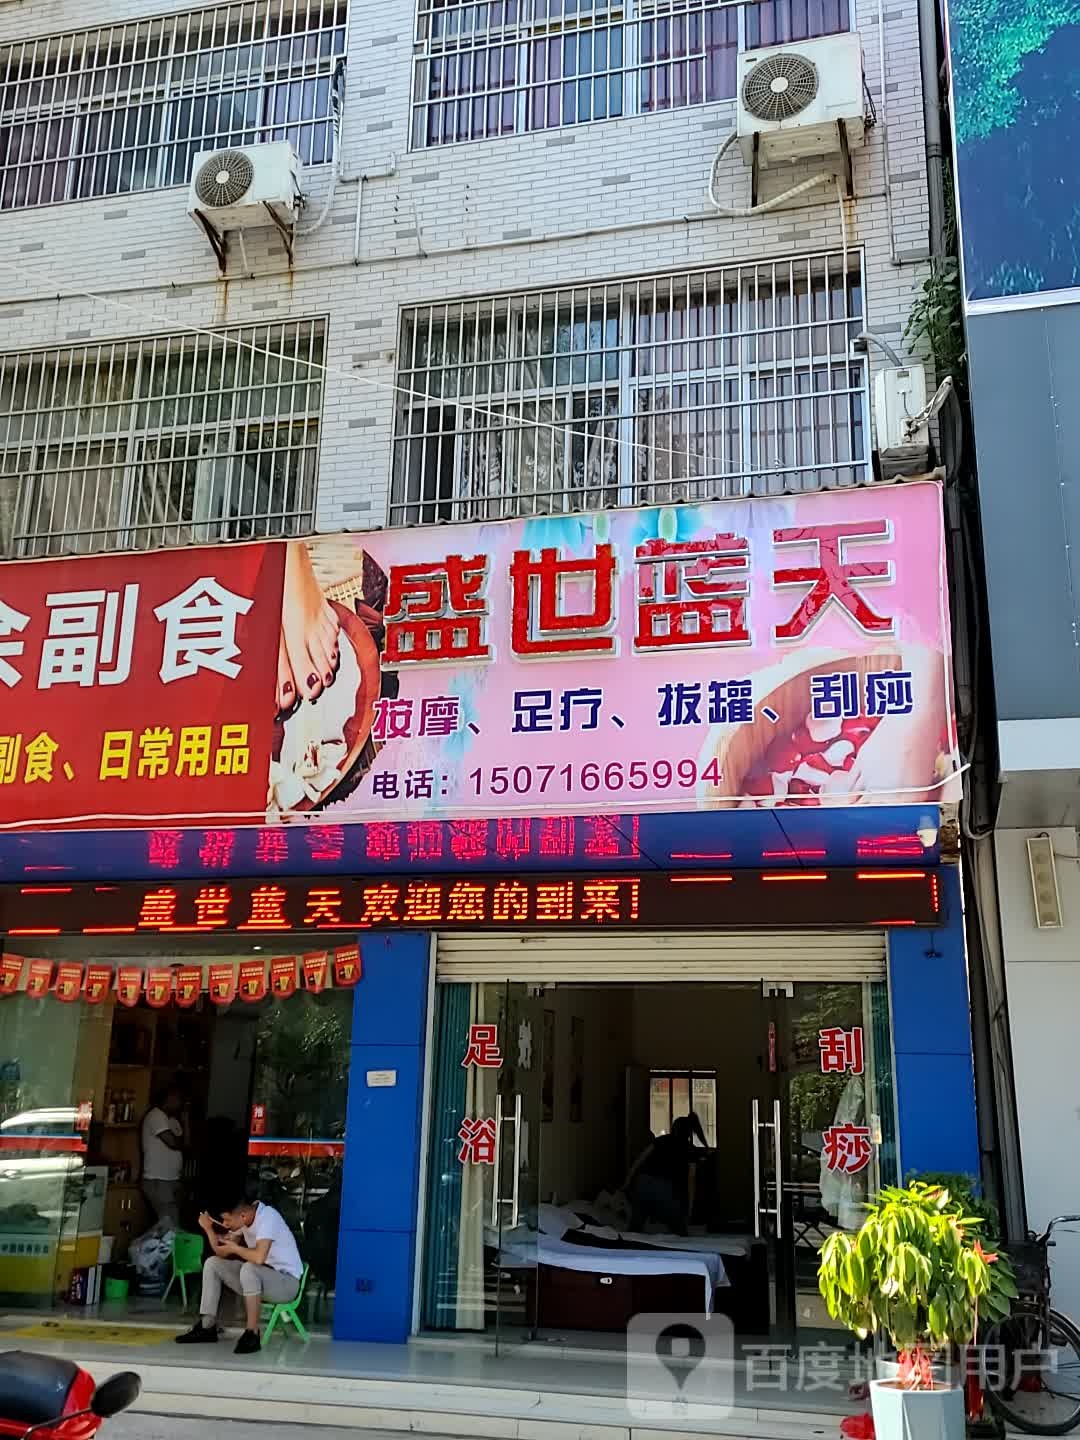 余副食
副食、日常用品
盛世蓝天
按摩、足疗、拔罐、刮痧
电话：15071665994
盛世蓝天欢迎您的到来!
足浴
刮痧
百度地图用户